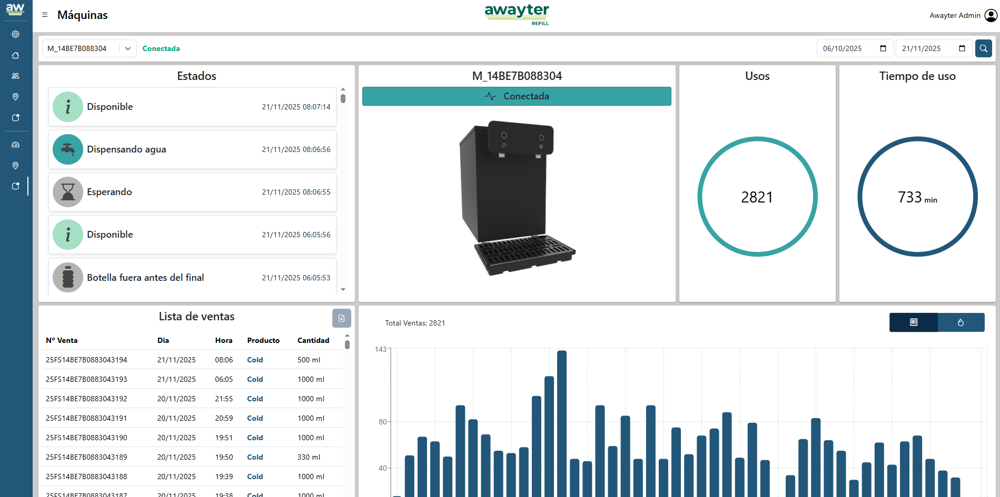 aw
Máquinas
awayter
REFILL
Awayter Admin
M_14BE7B088304
Conectada
06/10/2025
21/11/2025
Estados
Disponible 21/11/2025 08:07:14
Dispensando agua 21/11/2025 08:06:56
Esperando 21/11/2025 08:06:55
Disponible 21/11/2025 06:05:56
Botella fuera antes del final 21/11/2025 06:05:53
M_14BE7B088304
Conectada
Usos
2821
Tiempo de uso
733 min
Lista de ventas
Nº Venta Dia Hora Producto Cantidad
25FS14BE7B0883043194 21/11/2025 08:06 Cold 500 ml
25FS14BE7B0883043193 21/11/2025 06:05 Cold 1000 ml
25FS14BE7B0883043192 20/11/2025 21:55 Cold 1000 ml
25FS14BE7B0883043191 20/11/2025 20:59 Cold 1000 ml
25FS14BE7B0883043190 20/11/2025 19:51 Cold 1000 ml
25FS14BE7B0883043189 20/11/2025 19:50 Cold 330 ml
25FS14BE7B0883043188 20/11/2025 19:39 Cold 1000 ml
25FS14BE7B0883043187 20/11/2025 19:38 Cold 1000 ml
Total Ventas: 2821
143
80
40